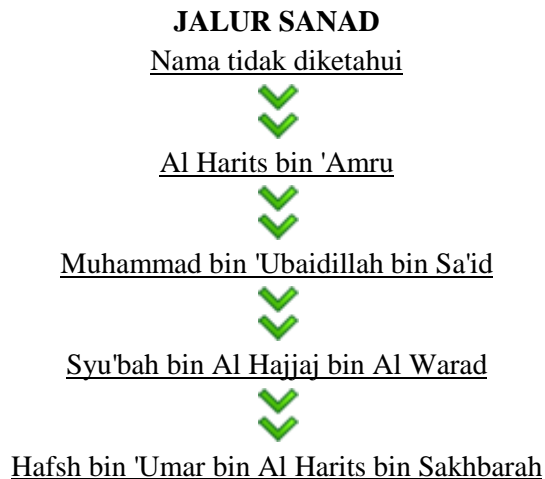 JALUR SANAD
Nama tidak diketahui
Al Harits bin 'Amru
Muhammad bin 'Ubaidillah bin Sa'id
Syu'bah bin Al Hajjaj bin Al Warad
Hafsh bin 'Umar bin Al Harits bin Sakhbarah